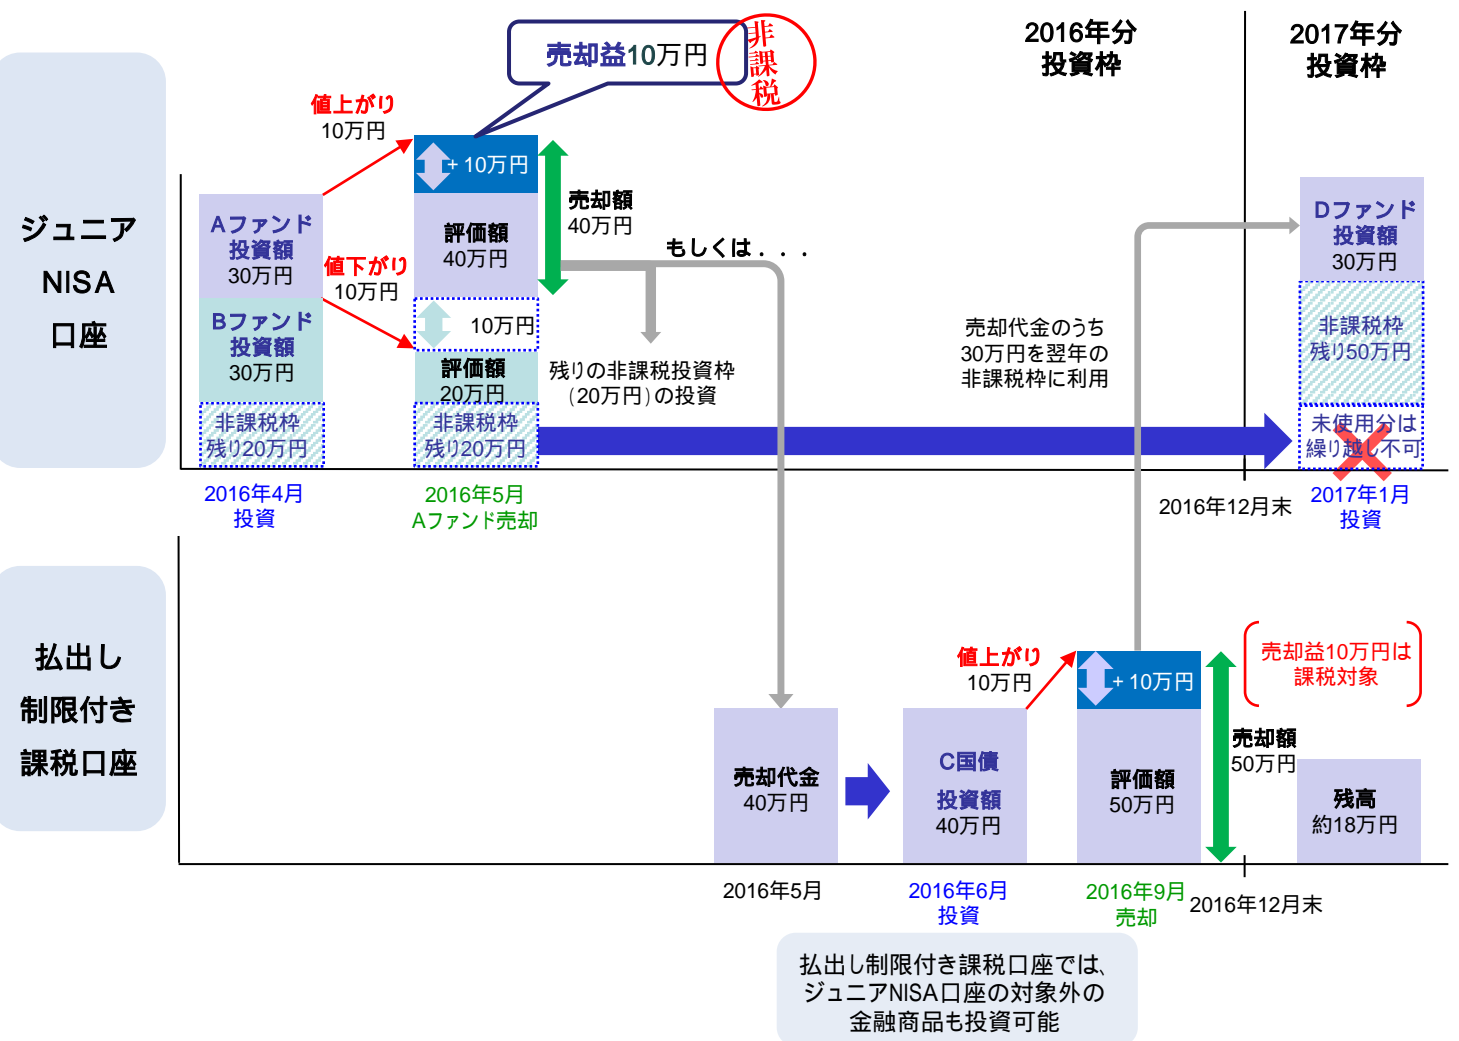 ジュニア
NISA
口座
売却益10万円
非課税
2016年分
投資枠
2017年分
投資枠
値上がり
10万円
+ 10万円
売却額
40万円
Aファンド
投資額
30万円
値下がり
10万円
評価額
40万円
もしくは．．．
Dファンド
投資額
30万円
Bファンド
投資額
30万円
10万円
評価額
20万円
残りの非課税投資枠
(20万円)の投資
売却代金のうち
30万円を翌年の
非課税枠に利用
非課税枠
残り50万円
非課税枠
残り20万円
非課税枠
残り20万円
未使用分は
繰り越し不可
2016年4月
投資
2016年5月
Aファンド売却
2016年12月末
2017年1月
投資
払出し
制限付き
課税口座
値上がり
10万円
+ 10万円
売却益10万円は
課税対象
売却代金
40万円
C国債
投資額
40万円
評価額
50万円
売却額
50万円
残高
約18万円
2016年5月
2016年6月
投資
2016年9月
売却
2016年12月末
払出し制限付き課税口座では、
ジュニアNISA口座の対象外の
金融商品も投資可能